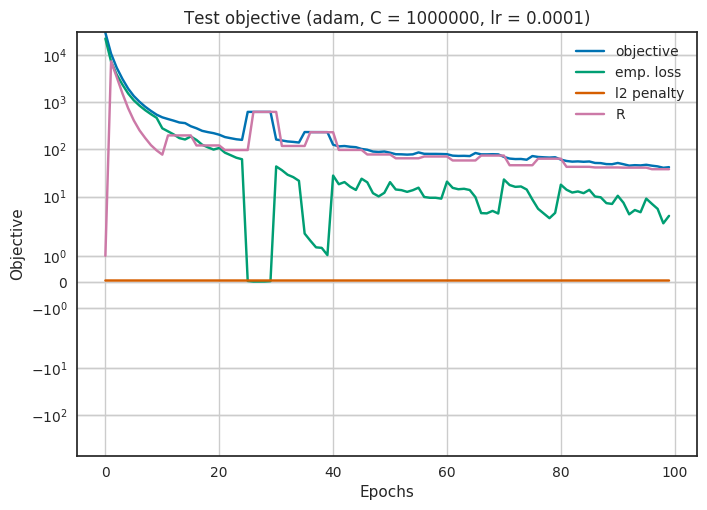 Test objective (adam, C = 1000000, lr = 0.0001)
objective
emp. loss
l2 penalty
R
Objective
10⁴
10³
10²
10¹
10⁰
0
−10⁰
−10¹
−10²
0 20 40 60 80 100
Epochs